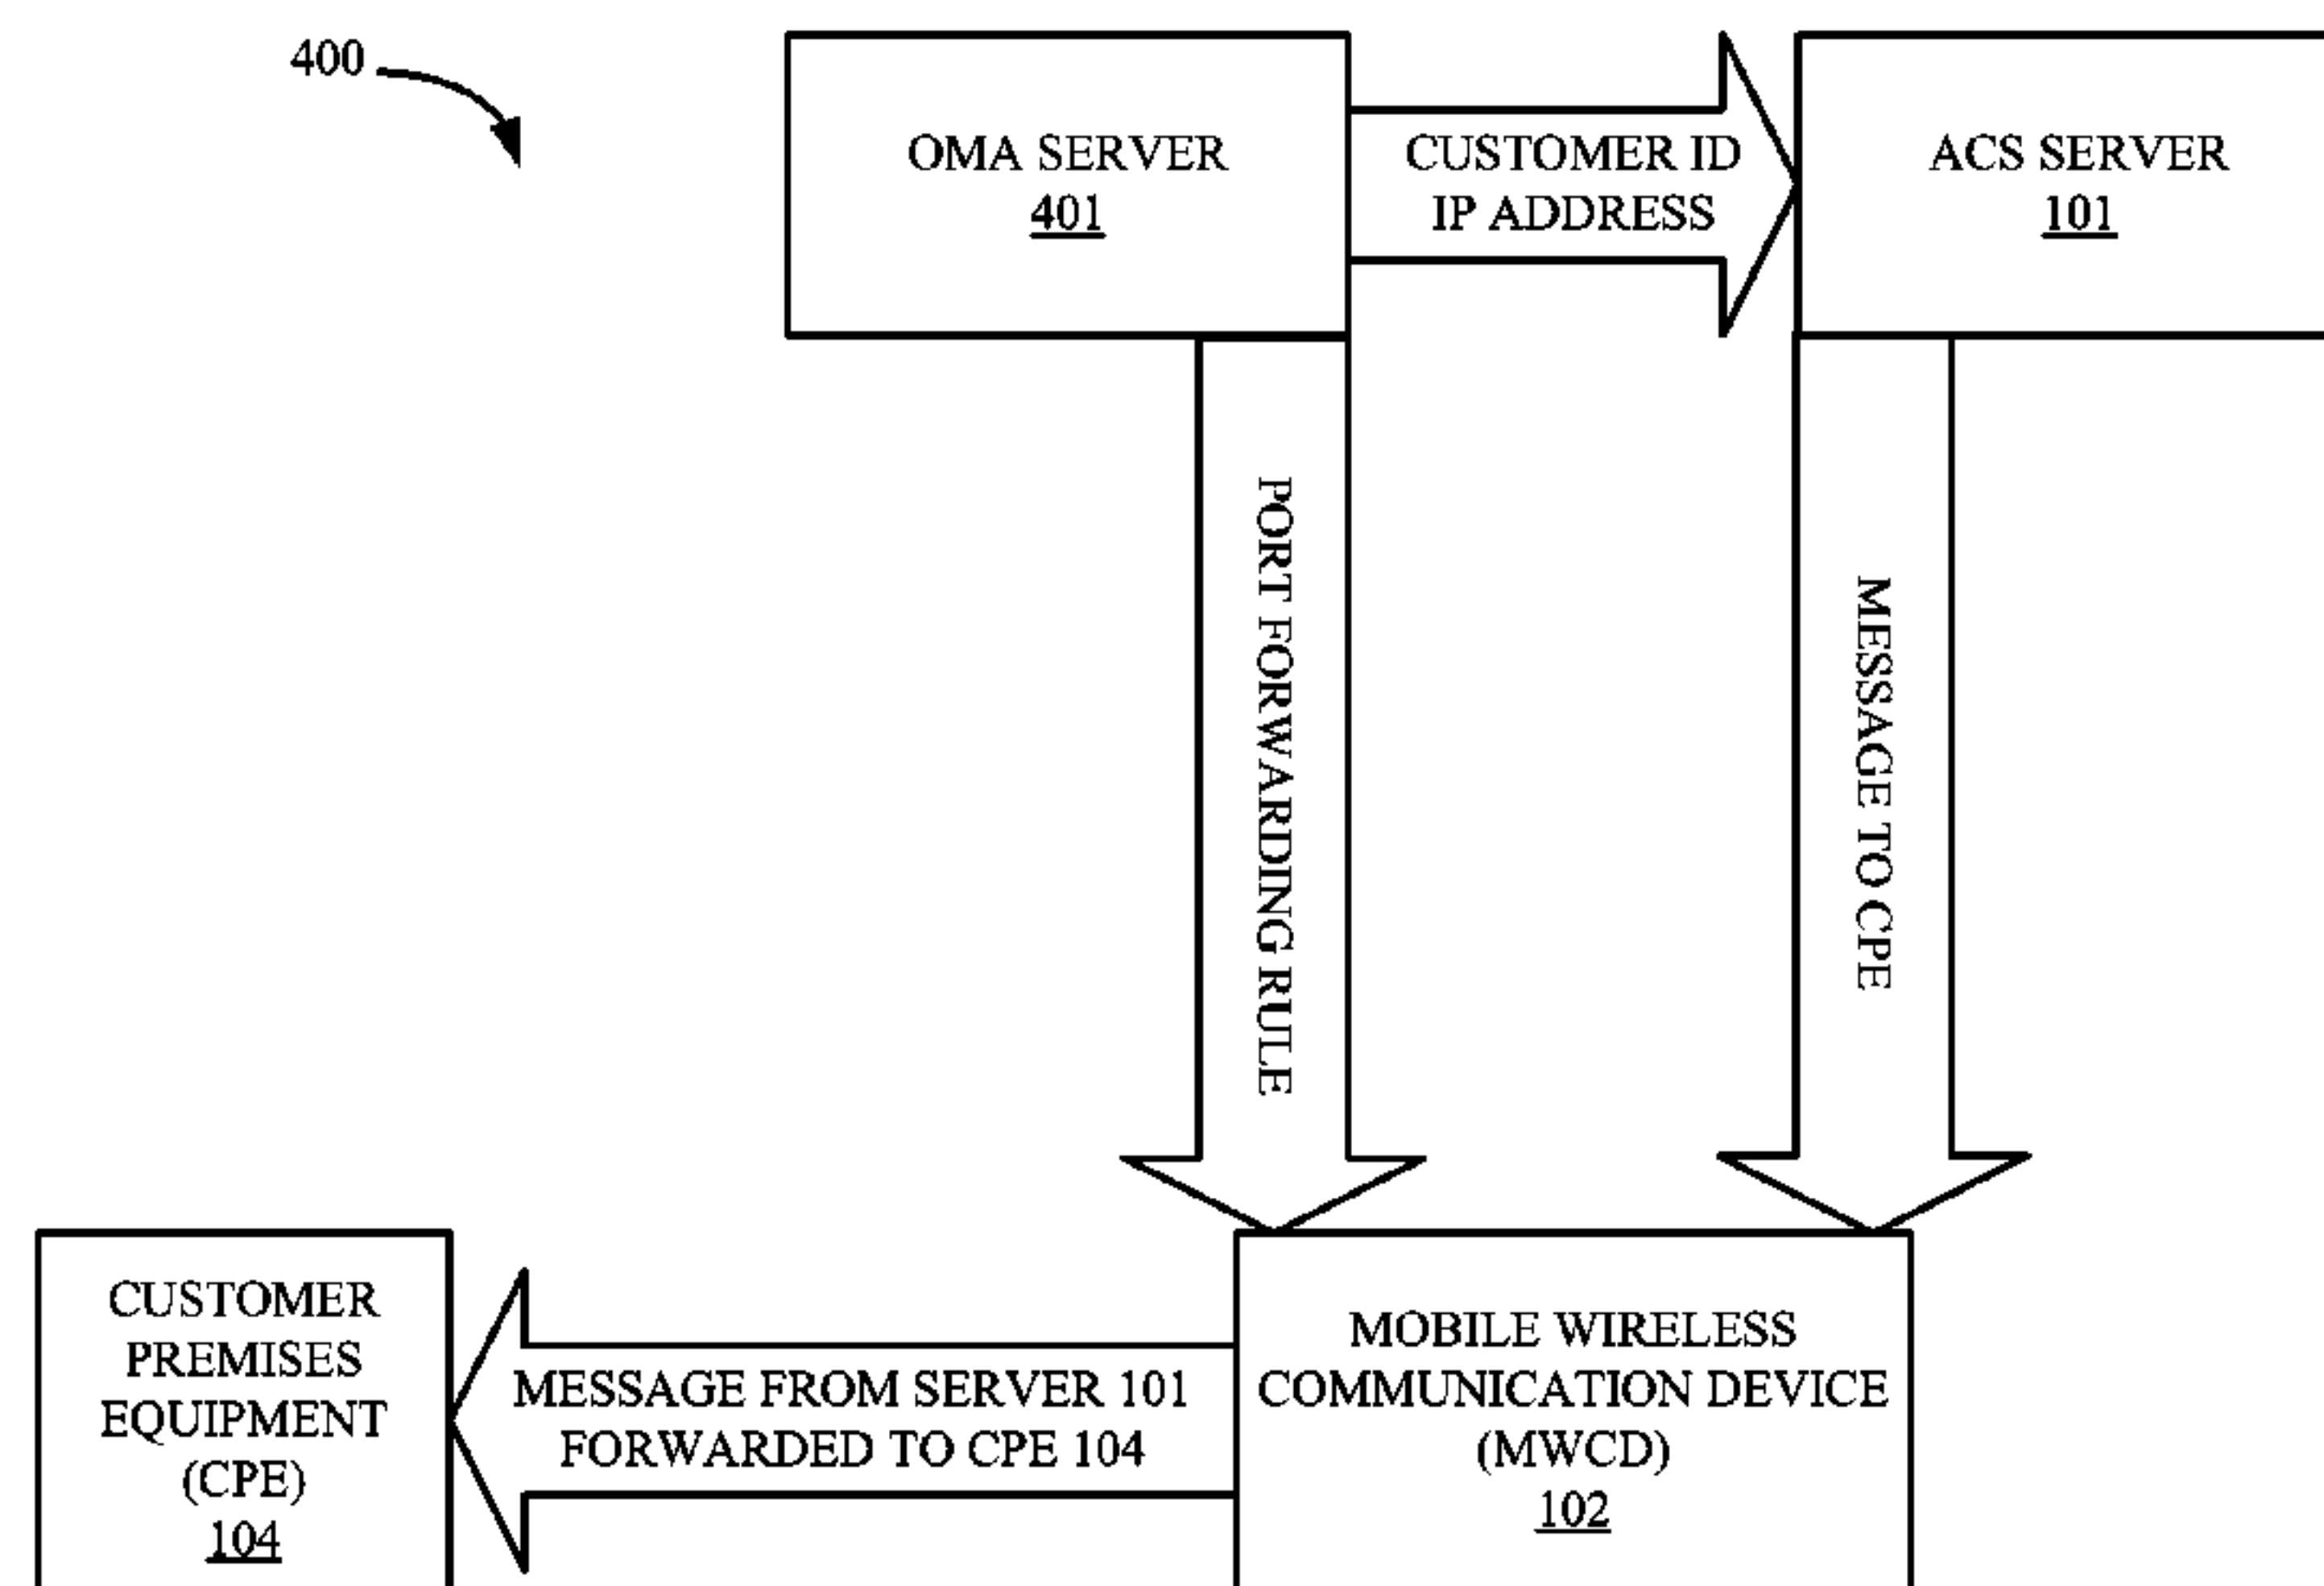 400
OMA SERVER
401
CUSTOMER ID
IP ADDRESS
ACS SERVER
101
PORT FORWARDING RULE
MESSAGE TO CPE
CUSTOMER
PREMISES
EQUIPMENT
(CPE)
104
MESSAGE FROM SERVER 101
FORWARDED TO CPE 104
MOBILE WIRELESS
COMMUNICATION DEVICE
(MWCD)
102